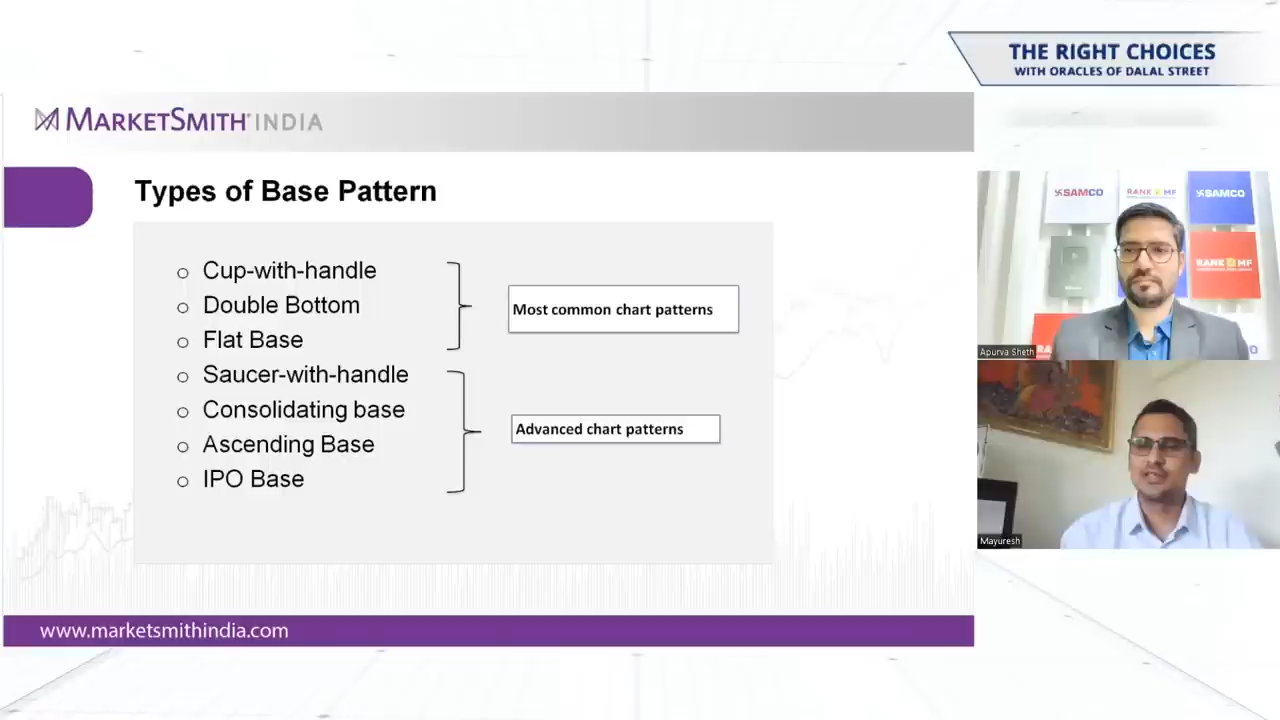 THE RIGHT CHOICES
WITH ORACLES OF DALAL STREET
MARKETSMITH INDIA
Types of Base Pattern
Cup-with-handle
Double Bottom
Flat Base
Saucer-with-handle
Consolidating base
Ascending Base
IPO Base
Most common chart patterns
Advanced chart patterns
www.marketsmithindia.com
SAMCO
RANK MF
SAMCO
RANK MF
Apurva Sheth
Mayuresh